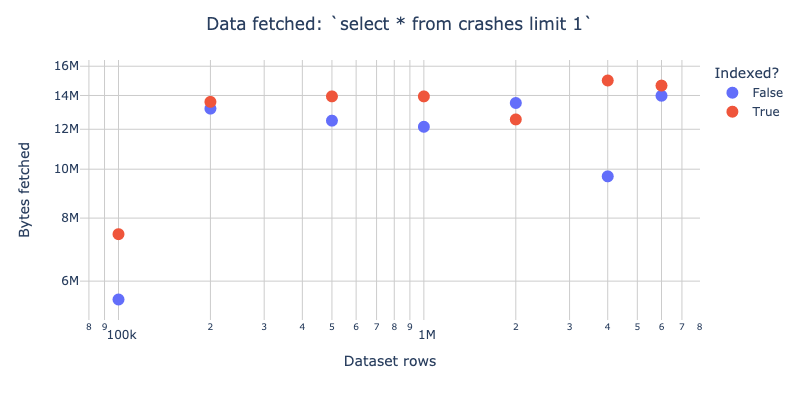 Data fetched: `select * from crashes limit 1`
Indexed?
False
True
Bytes fetched
16M
14M
12M
10M
8M
6M
8 9 100k 2 3 4 5 6 7 8 9 1M 2 3 4 5 6 7 8
Dataset rows